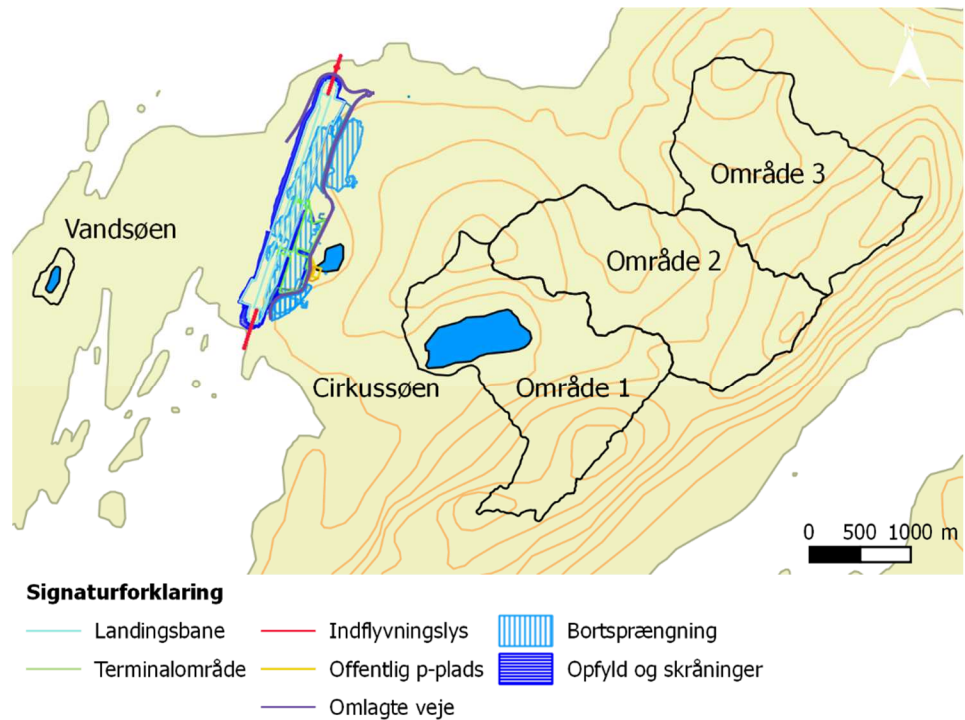 N
Område 3
Vandsøen
Område 2
Cirkussøen
Område 1
0 500 1000 m
Signaturforklaring
Landingsbane
Indflyvningslys
Bortsprængning
Terminalområde
Offentlig p-plads
Opfyld og skråninger
Omlagte veje